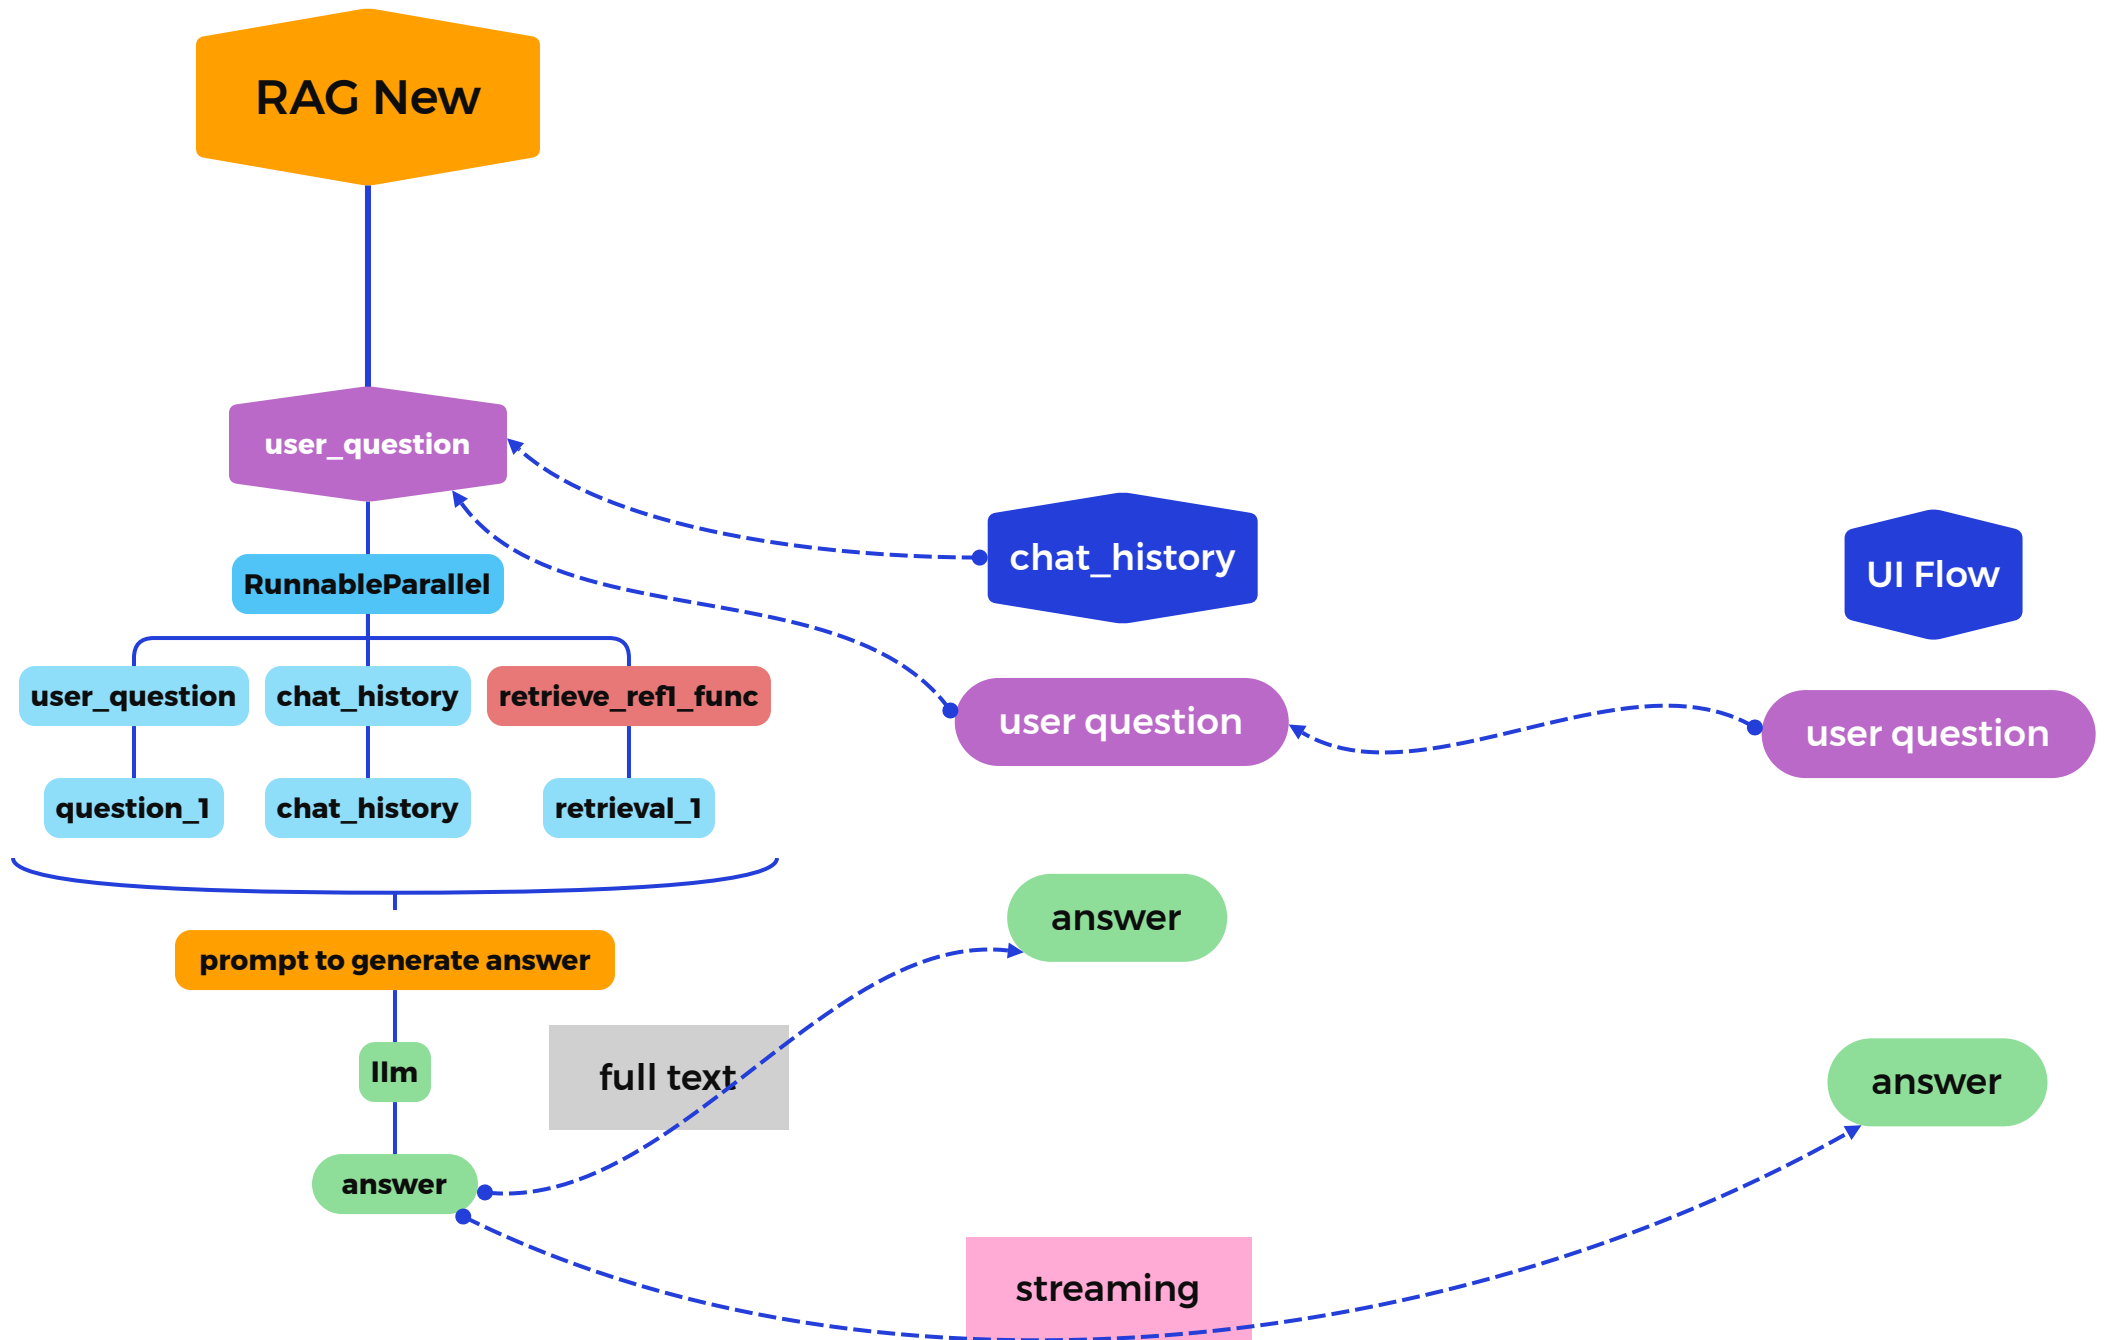 RAG New
user_question
chat_history
UI Flow
RunnableParallel
user_question
chat_history
retrieve_ref1_func
user question
user question
question_1
chat_history
retrieval_1
answer
prompt to generate answer
llm
full text
answer
answer
streaming